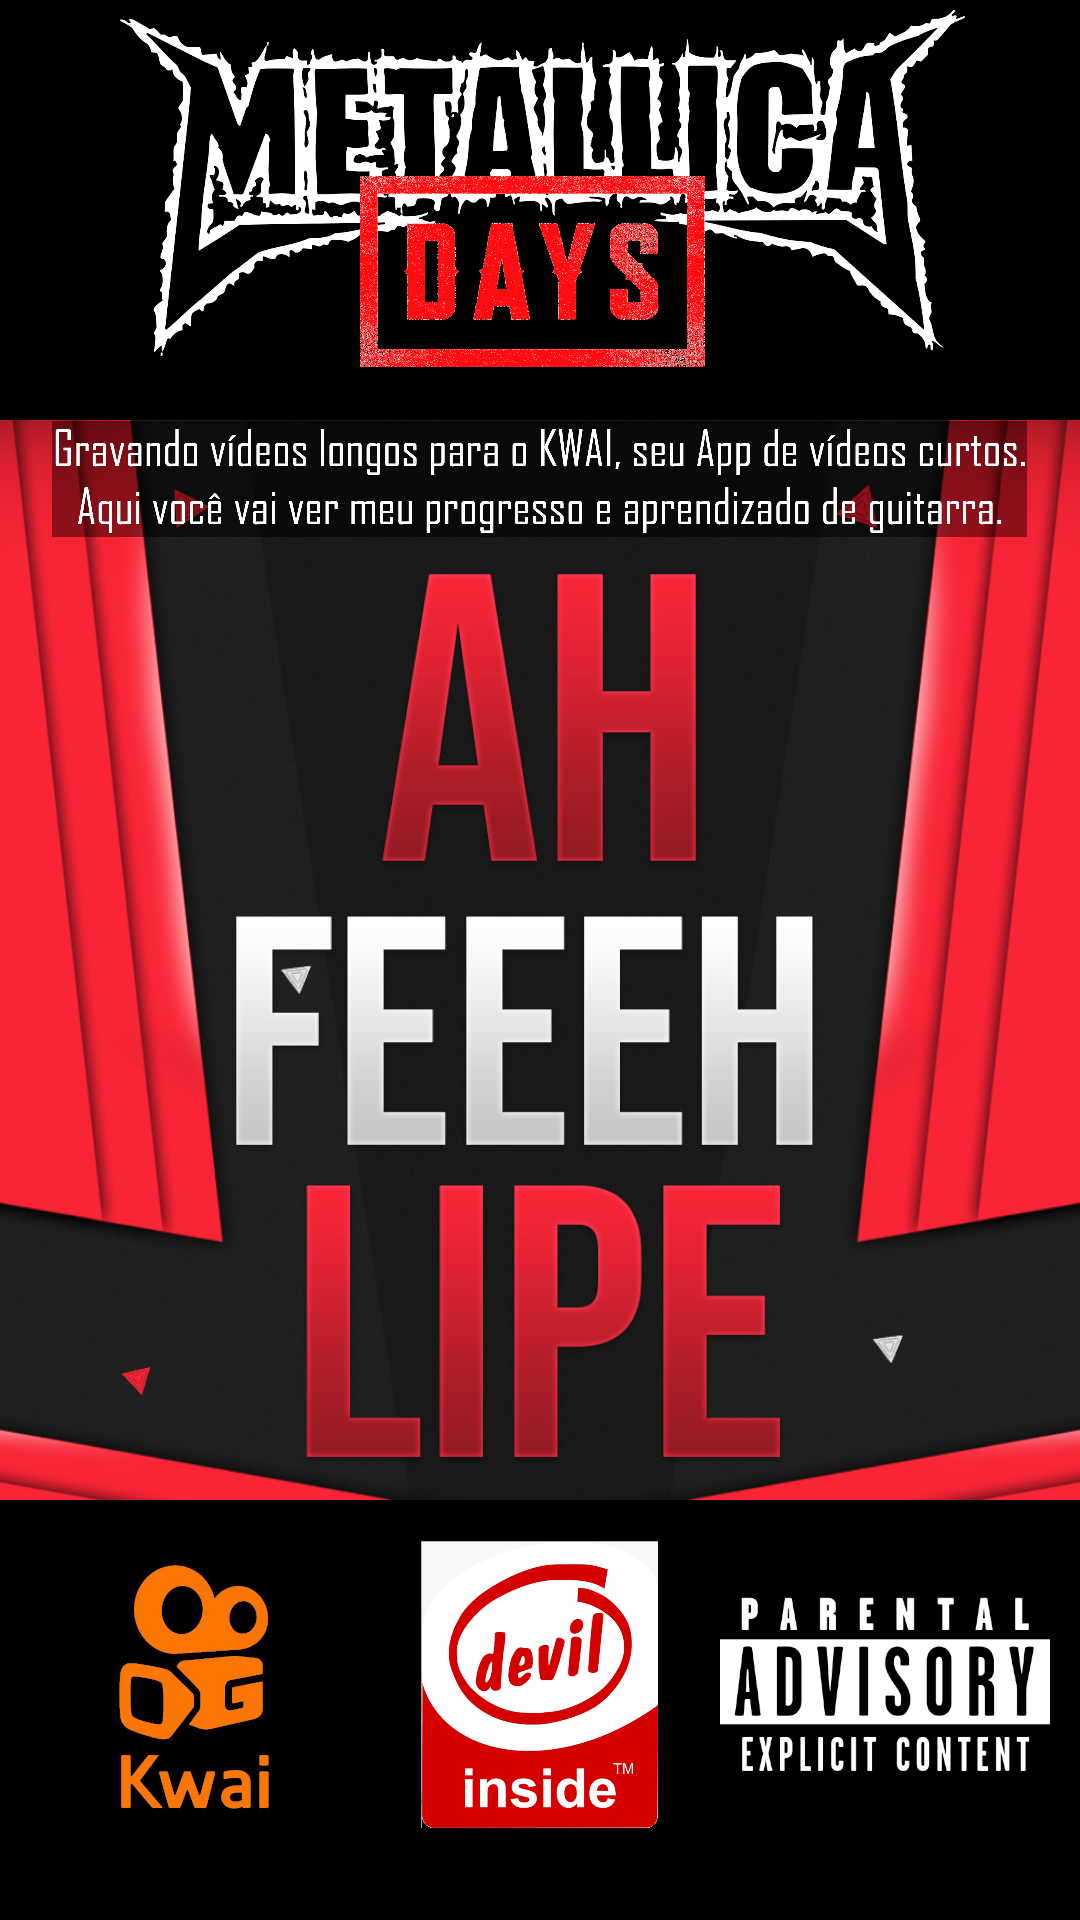 METALLICA
DAYS
Gravando vídeos longos para o KWAI, seu App de vídeos curtos.
Aqui você vai ver meu progresso e aprendizado de guitarra.
AH
FEEEH
LIPE
Kwai
devil
inside™
PARENTAL
ADVISORY
EXPLICIT CONTENT